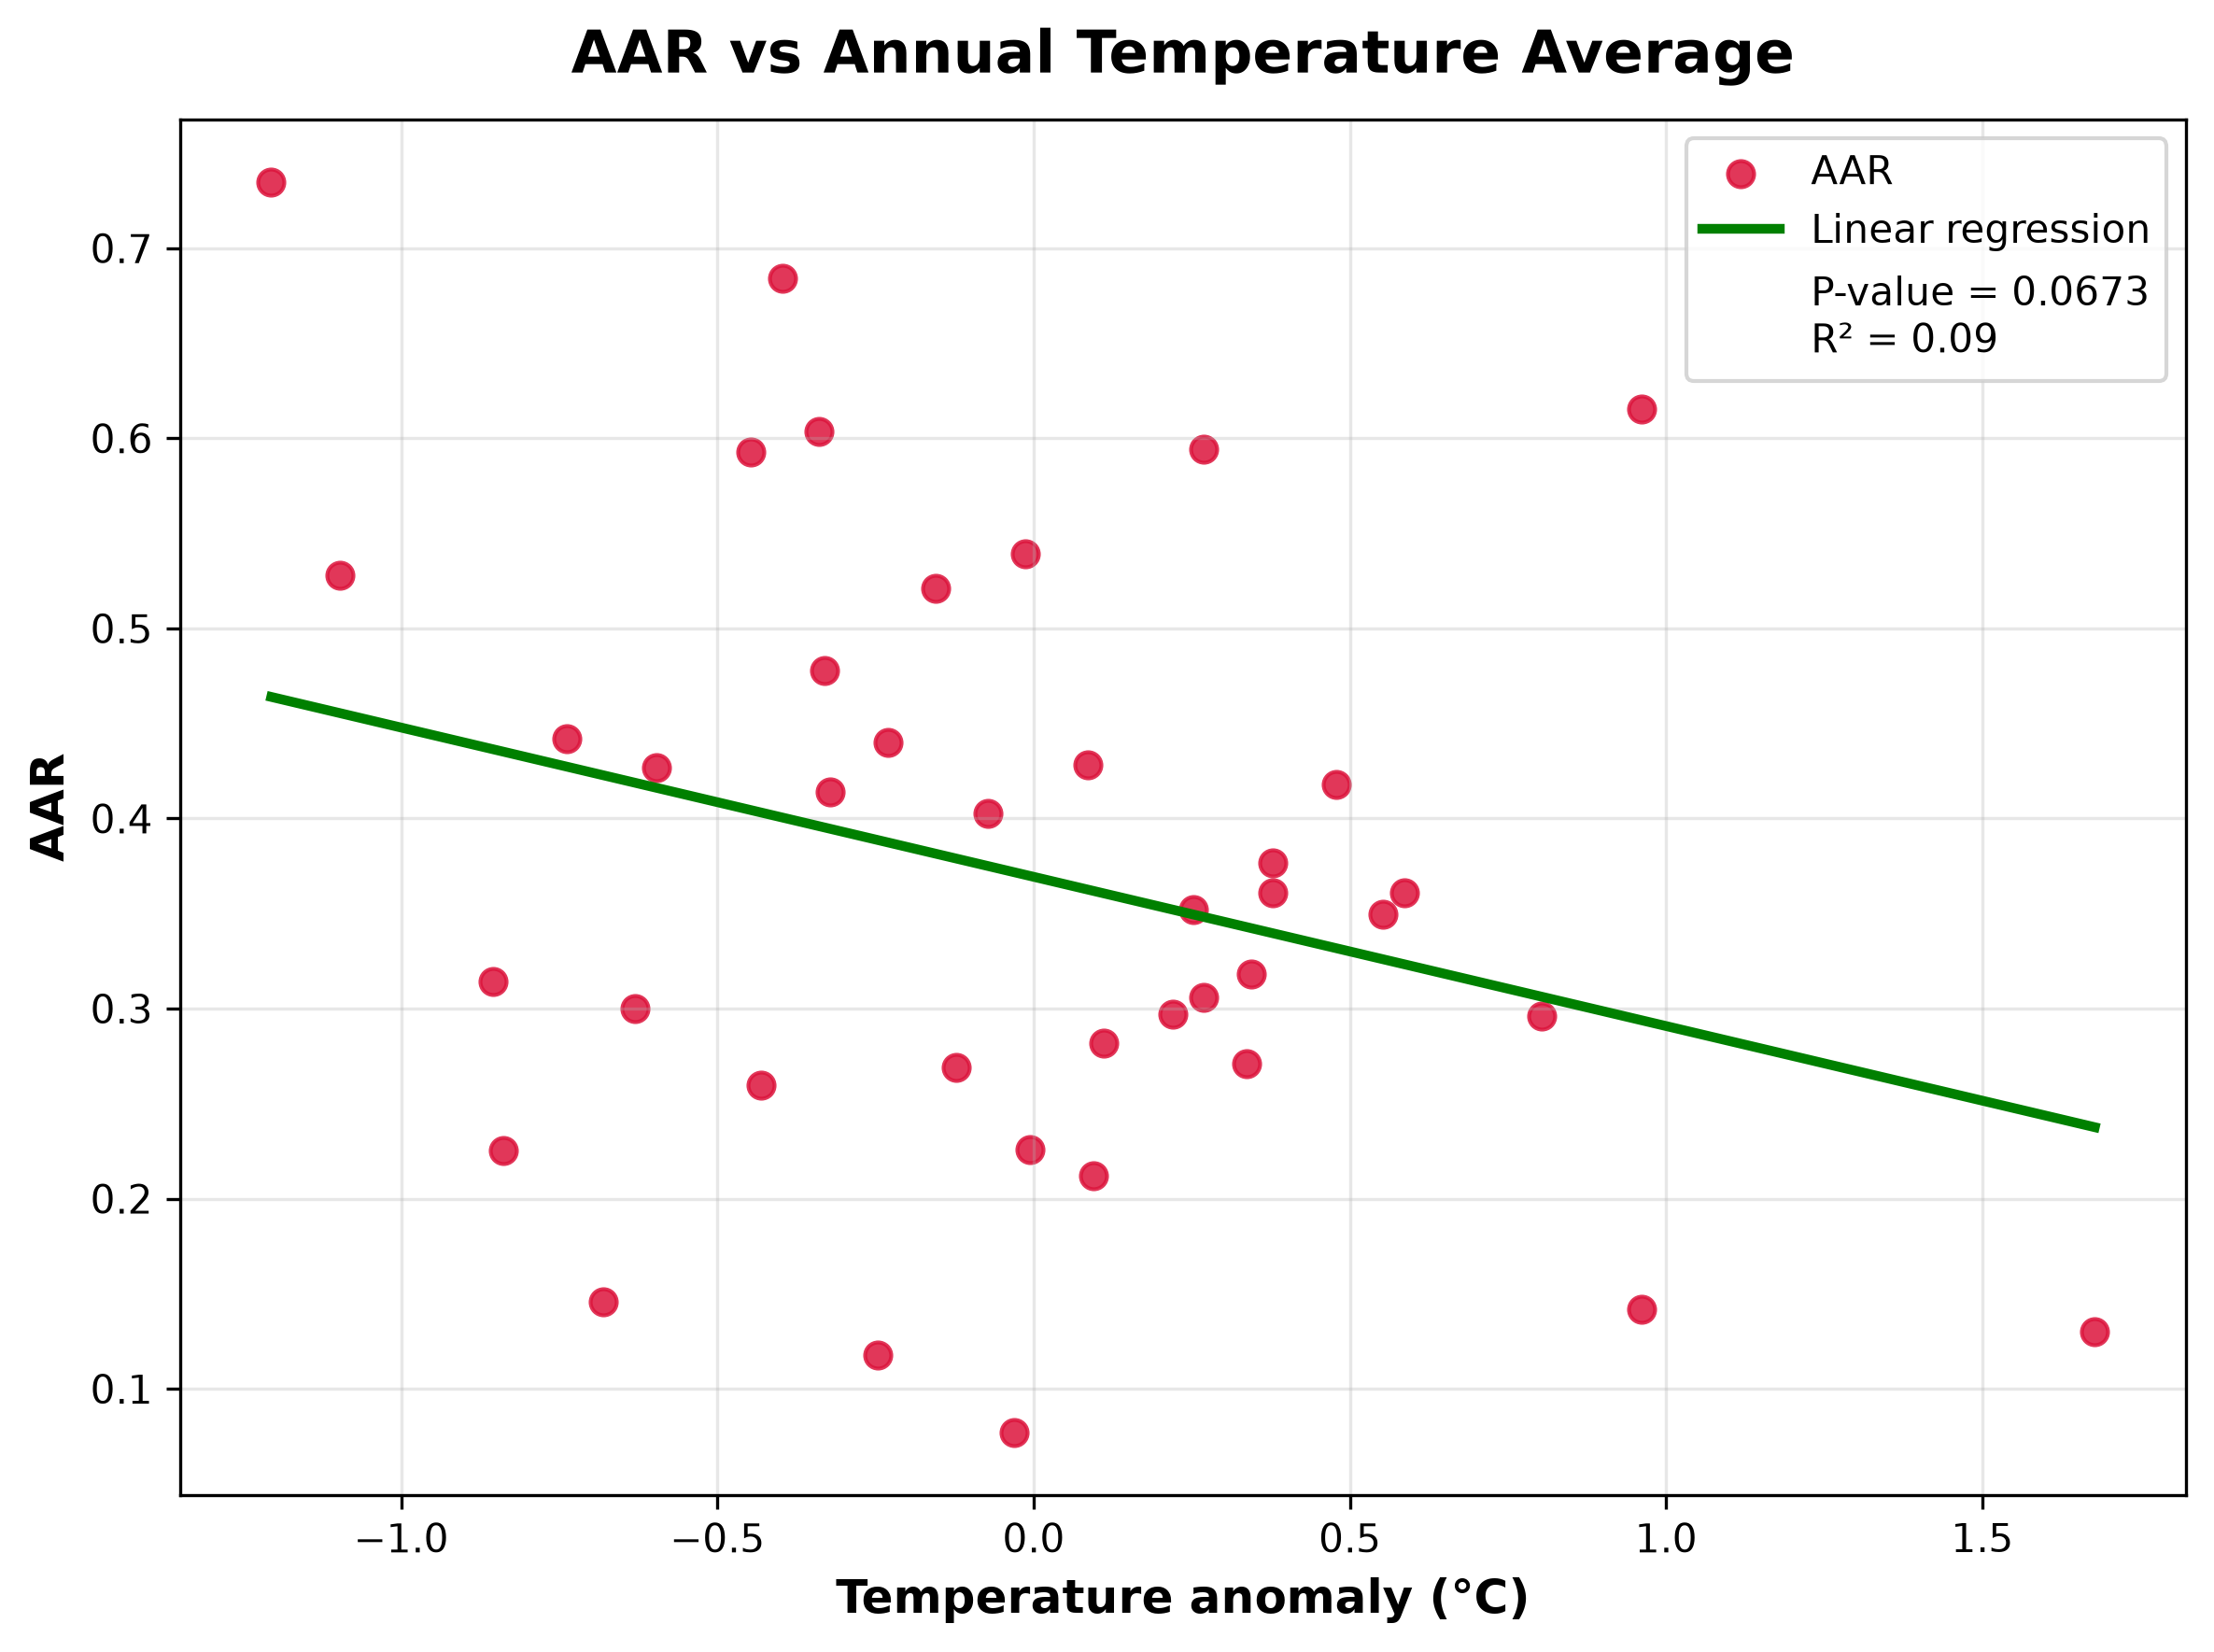 AAR vs Annual Temperature Average
AAR
Linear regression
P-value = 0.0673
R² = 0.09
0.7
0.6
0.5
0.4
0.3
0.2
0.1
AAR
−1.0
−0.5
0.0
0.5
1.0
1.5
Temperature anomaly (°C)